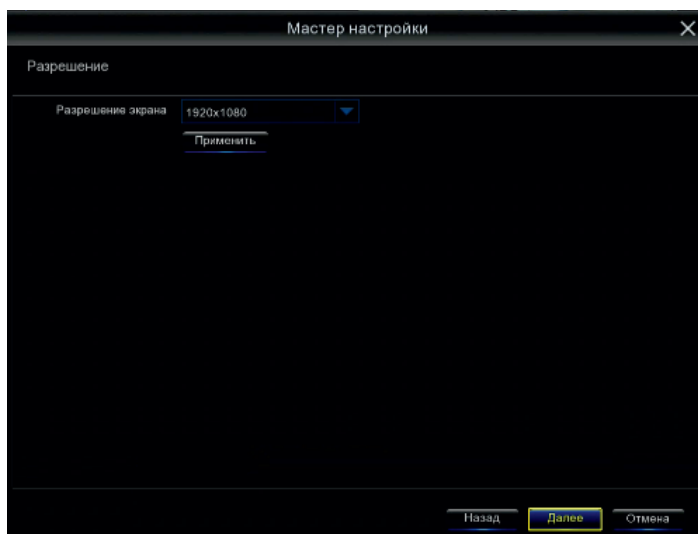 Мастер настройки
Разрешение
Разрешение экрана 1920x1080
Применить
Назад Далее Отмена